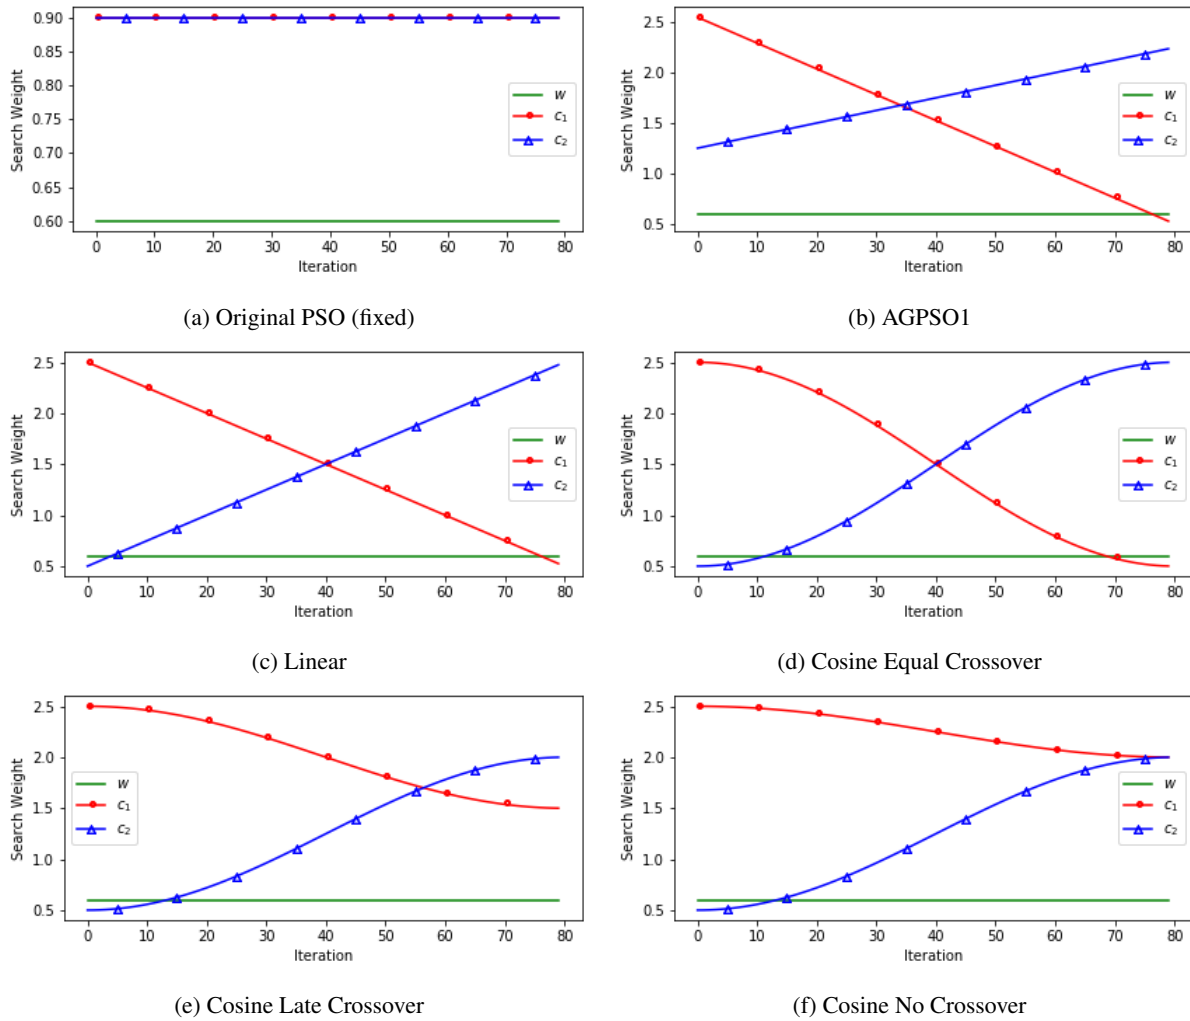 0.90
0.85
0.80
0.75
0.70
0.65
0.60
Search Weight
w
c1
c2
0 10 20 30 40 50 60 70 80
Iteration
(a) Original PSO (fixed)
2.5
2.0
1.5
1.0
0.5
Search Weight
w
c1
c2
0 10 20 30 40 50 60 70 80
Iteration
(b) AGPSO1
2.5
2.0
1.5
1.0
0.5
Search Weight
w
c1
c2
0 10 20 30 40 50 60 70 80
Iteration
(c) Linear
2.5
2.0
1.5
1.0
0.5
Search Weight
w
c1
c2
0 10 20 30 40 50 60 70 80
Iteration
(d) Cosine Equal Crossover
2.5
2.0
1.5
1.0
0.5
Search Weight
w
c1
c2
0 10 20 30 40 50 60 70 80
Iteration
(e) Cosine Late Crossover
2.5
2.0
1.5
1.0
0.5
Search Weight
w
c1
c2
0 10 20 30 40 50 60 70 80
Iteration
(f) Cosine No Crossover